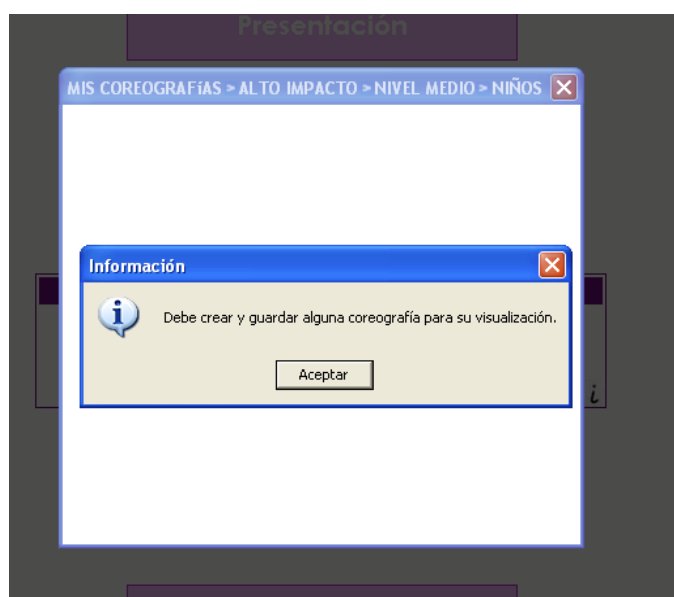 Presentación
MIS COREOGRAFíAS > ALTO IMPACTO > NIVEL MEDIO > NIÑOS
Información
Debe crear y guardar alguna coreografía para su visualización.
Aceptar
i